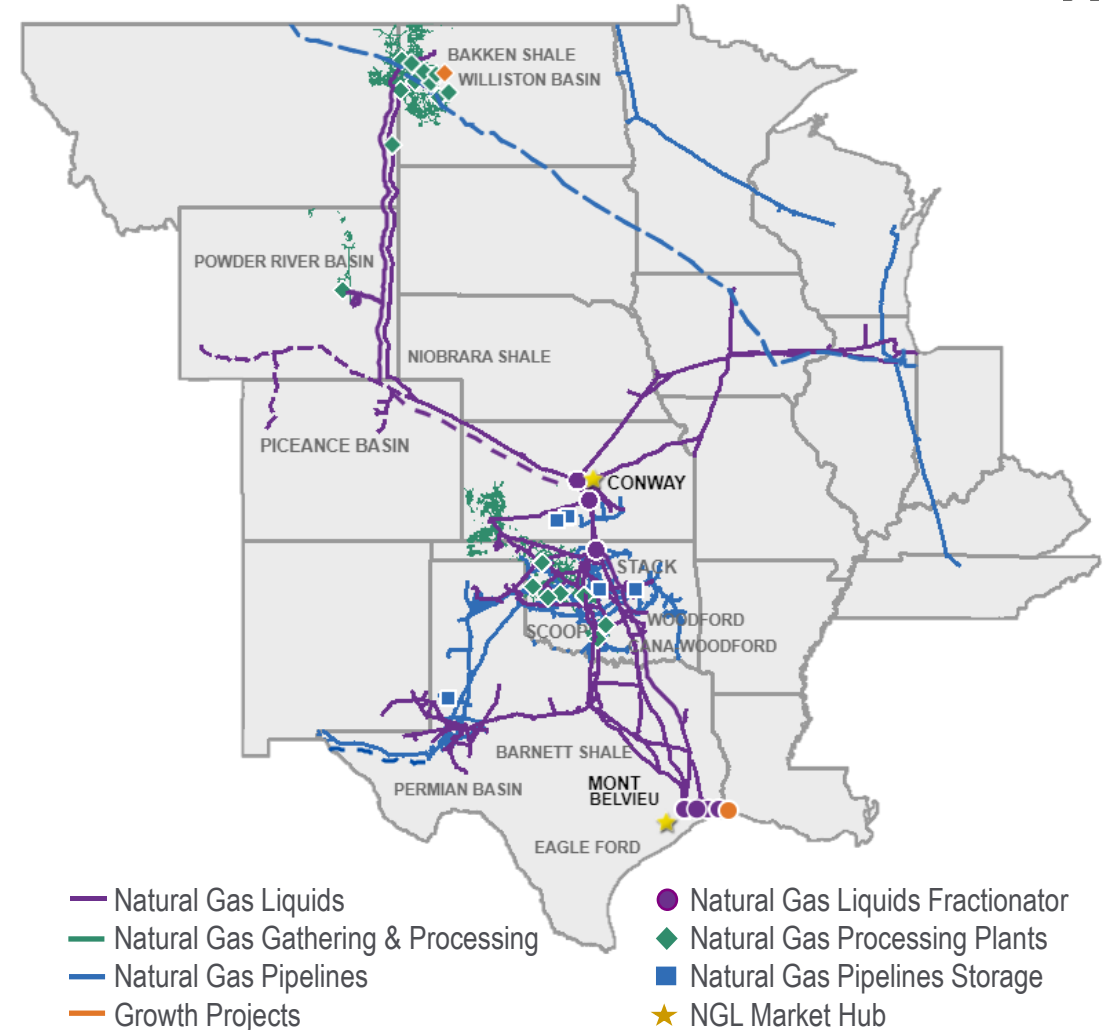 BAKKEN SHALE
WILLISTON BASIN
POWDER RIVER BASIN
NIOBRARA SHALE
PICEANCE BASIN
CONWAY
STACK
WOODFORD
SCOOP
CANA WOODFORD
BARNETT SHALE
PERMIAN BASIN
MONT
BELVIEU
EAGLE FORD
Natural Gas Liquids
Natural Gas Gathering & Processing
Natural Gas Pipelines
Growth Projects
Natural Gas Liquids Fractionator
Natural Gas Processing Plants
Natural Gas Pipelines Storage
NGL Market Hub